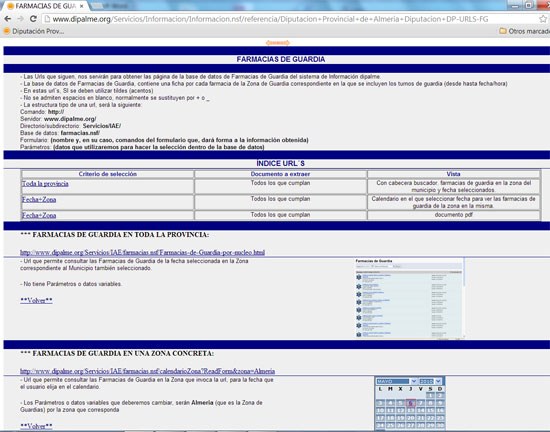 FARMACIAS DE GUA
www.dipalme.org/Servicios/Informacion/Informacion.nsf/referencia/Diputacion+Provincial+de+Almeria+Diputacion+DP-URLS-FG
Diputación Prov...
Otros marcado
FARMACIAS DE GUARDIA
- Las Urls que siguen, nos servirán para obtener las página de la base de datos de Farmacias de Guardia del sistema de Información dipalme.
- La base de datos de Farmacias de Guardia, contiene una ficha por cada farmacia de la Zona de Guardia correspondiente en la que se incluyen los turnos de guardia (desde hasta/fecha/hora)
- En estas url´s, SI se deben utilizar tildes (acentos)
- No se admiten espacios en blanco, normalmente se sustituyen por + o _
- La estructura tipo de una url, será la siguiente:
Comando: http://
Servidor: www.dipalme.org/
Directorio/subdirectorio: Servicios/IAE/
Base de datos: farmacias.nsf/
Formulario: (nombre y, en su caso, comandos del formulario que, dará forma a la información obtenida)
Parámetros: (datos que utilizaremos para hacer la selección dentro de la base de datos)
ÍNDICE URL´S
Criterio de selección Documento a extraer Vista
Toda la provincia Todos los que cumplan Con cabecera buscador. farmacias de guardia en la zona del
municipio y fecha seleccionados.
Fecha+Zona Todos los que cumplan Calendario en el que seleccionar fecha para ver las farmacias de
guardia de la zona en la misma.
Fecha+Zona Todos los que cumplan documento pdf
*** FARMACIAS DE GUARDIA EN TODA LA PROVINCIA:
http://www.dipalme.org/Servicios/IAE/farmacias.nsf/Farmacias-de-Guardia-por-nucleo.html
- Url que permite consultar las Farmacias de Guardia de la fecha seleccionada en la Zona
correspondiente al Municipio también seleccionado.
- No tiene Parámetros o datos variables.
**Volver**
*** FARMACIAS DE GUARDIA EN UNA ZONA CONCRETA:
http://www.dipalme.org/Servicios/IAE/farmacias.nsf/calendarioZona?ReadForm&zona=Almeria
- Url que permite consultar las Farmacias de Guardia en la Zona que invoca la url, para la fecha que
el usuario elija en el calendario.
- Los Parámetros o datos variables que deberemos cambiar, serán Almeria (que es la Zona de
Guardias) por la zona que corresponda
**Volver**
MAYO
L M X J V S D